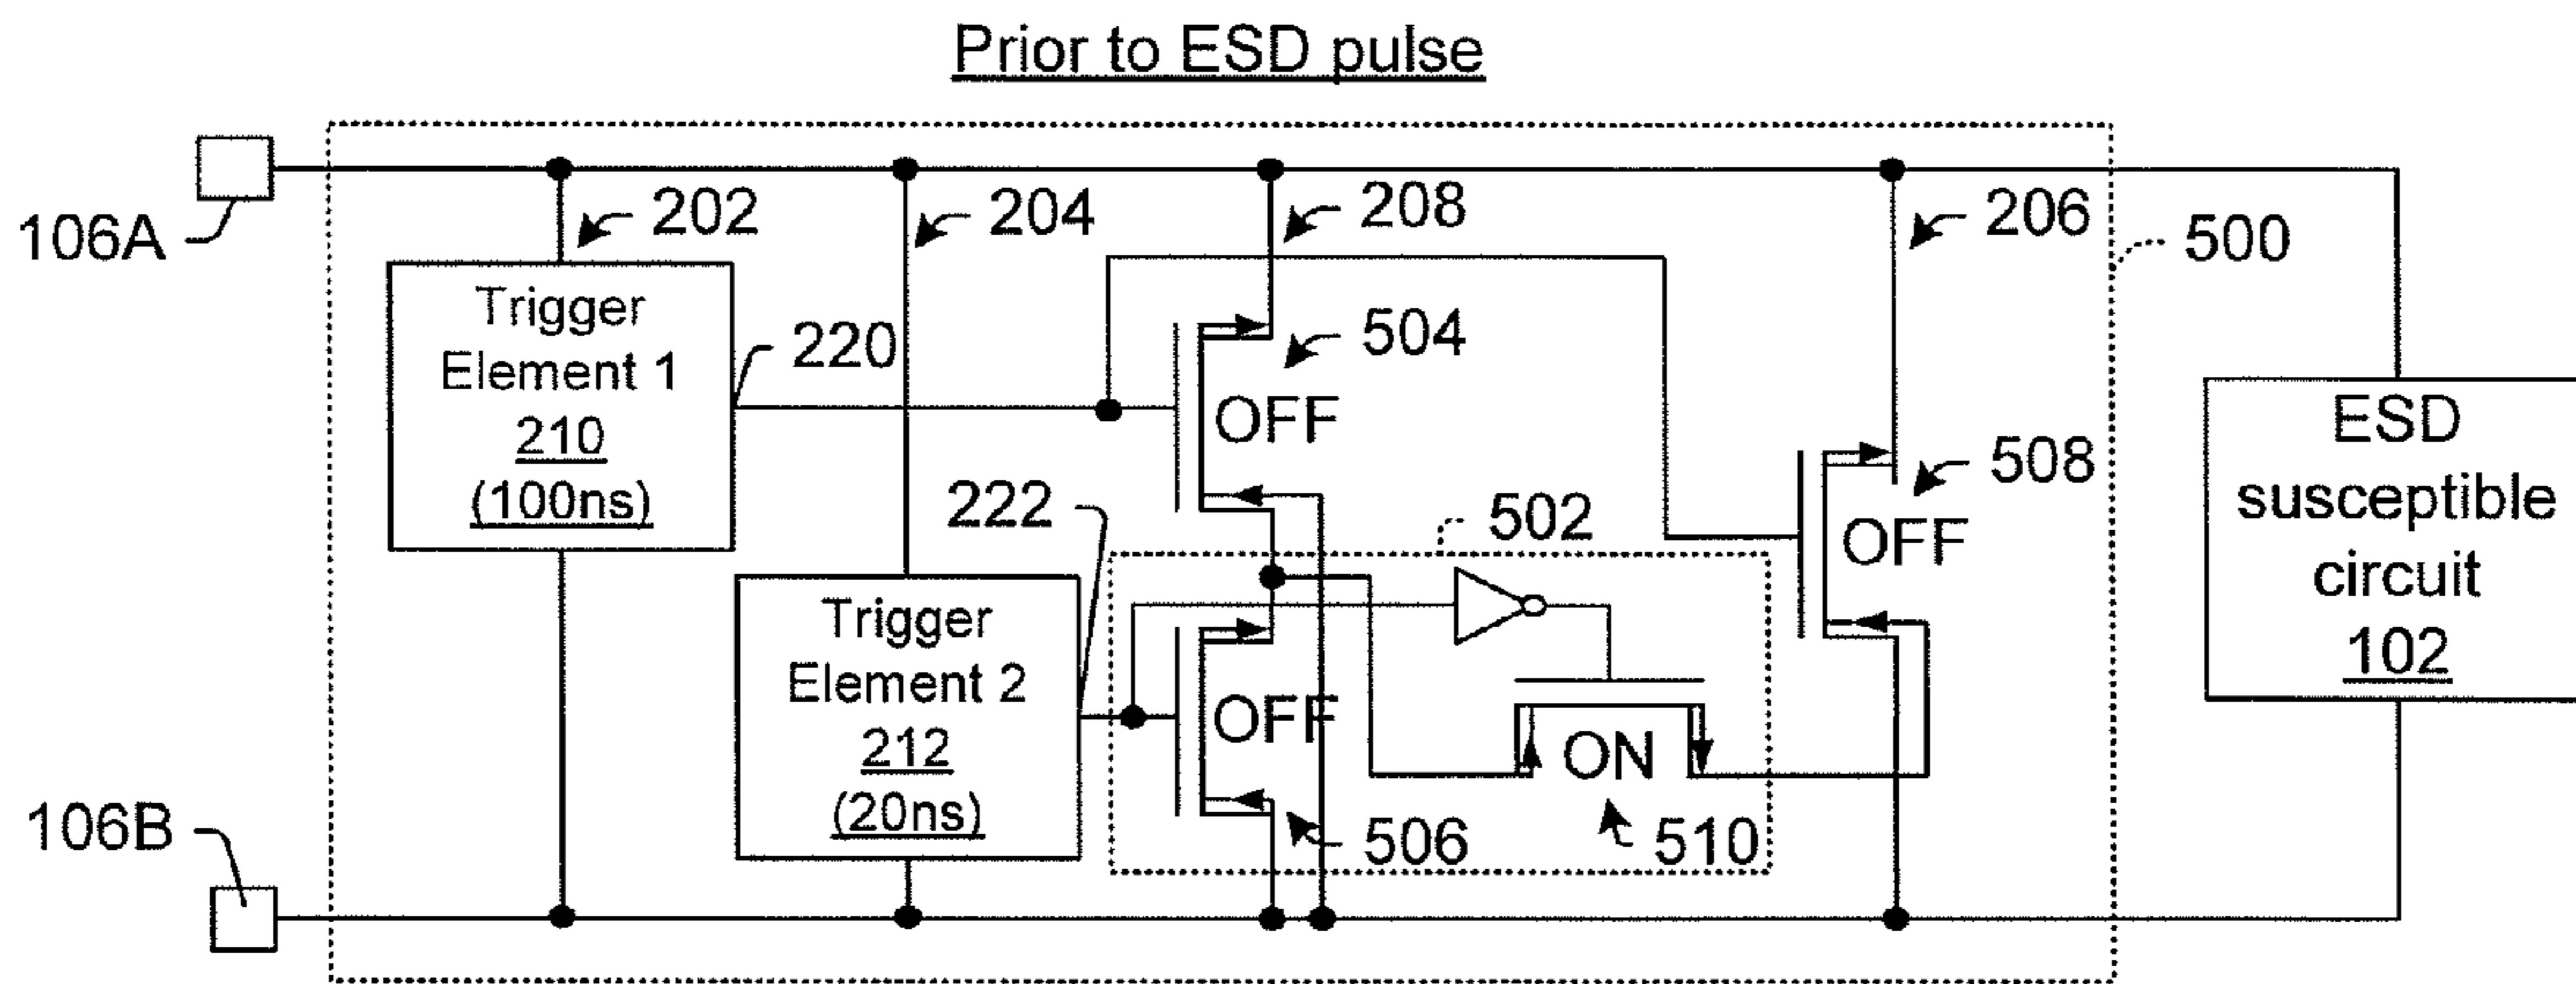 Prior to ESD pulse
106A
202
204
208
206
500
Trigger
Element 1
210
(100ns)
220
504
OFF
222
502
508
OFF
ESD
susceptible
circuit
102
Trigger
Element 2
212
(20ns)
OFF
ON
506
510
106B